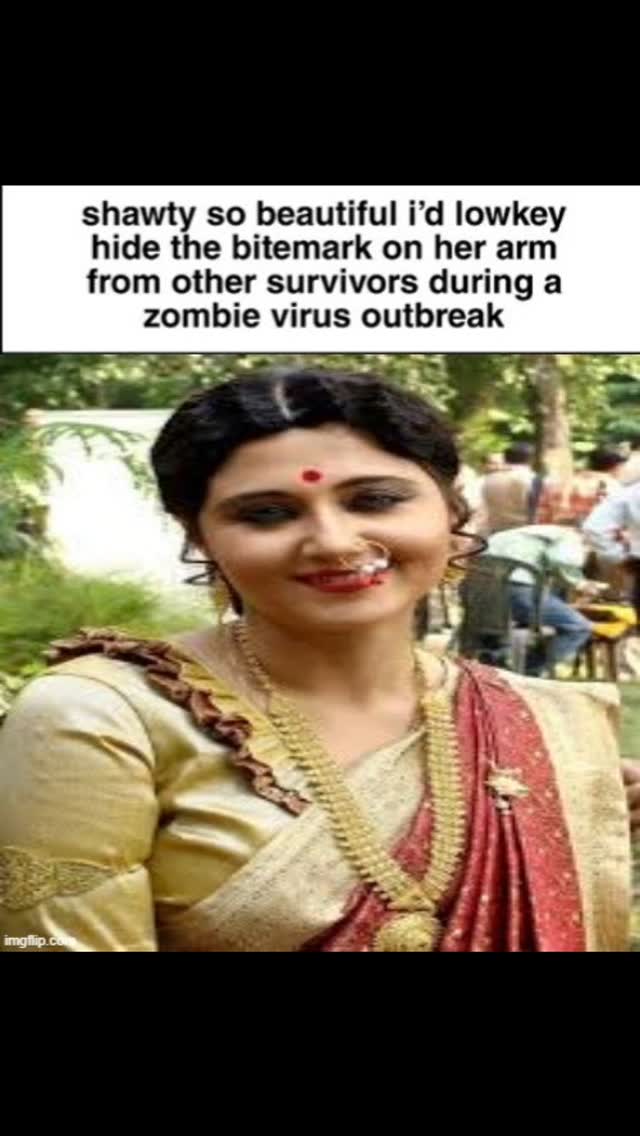 shawty so beautiful i'd lowkey
hide the bitemark on her arm
from other survivors during a
zombie virus outbreak
imgflip.com